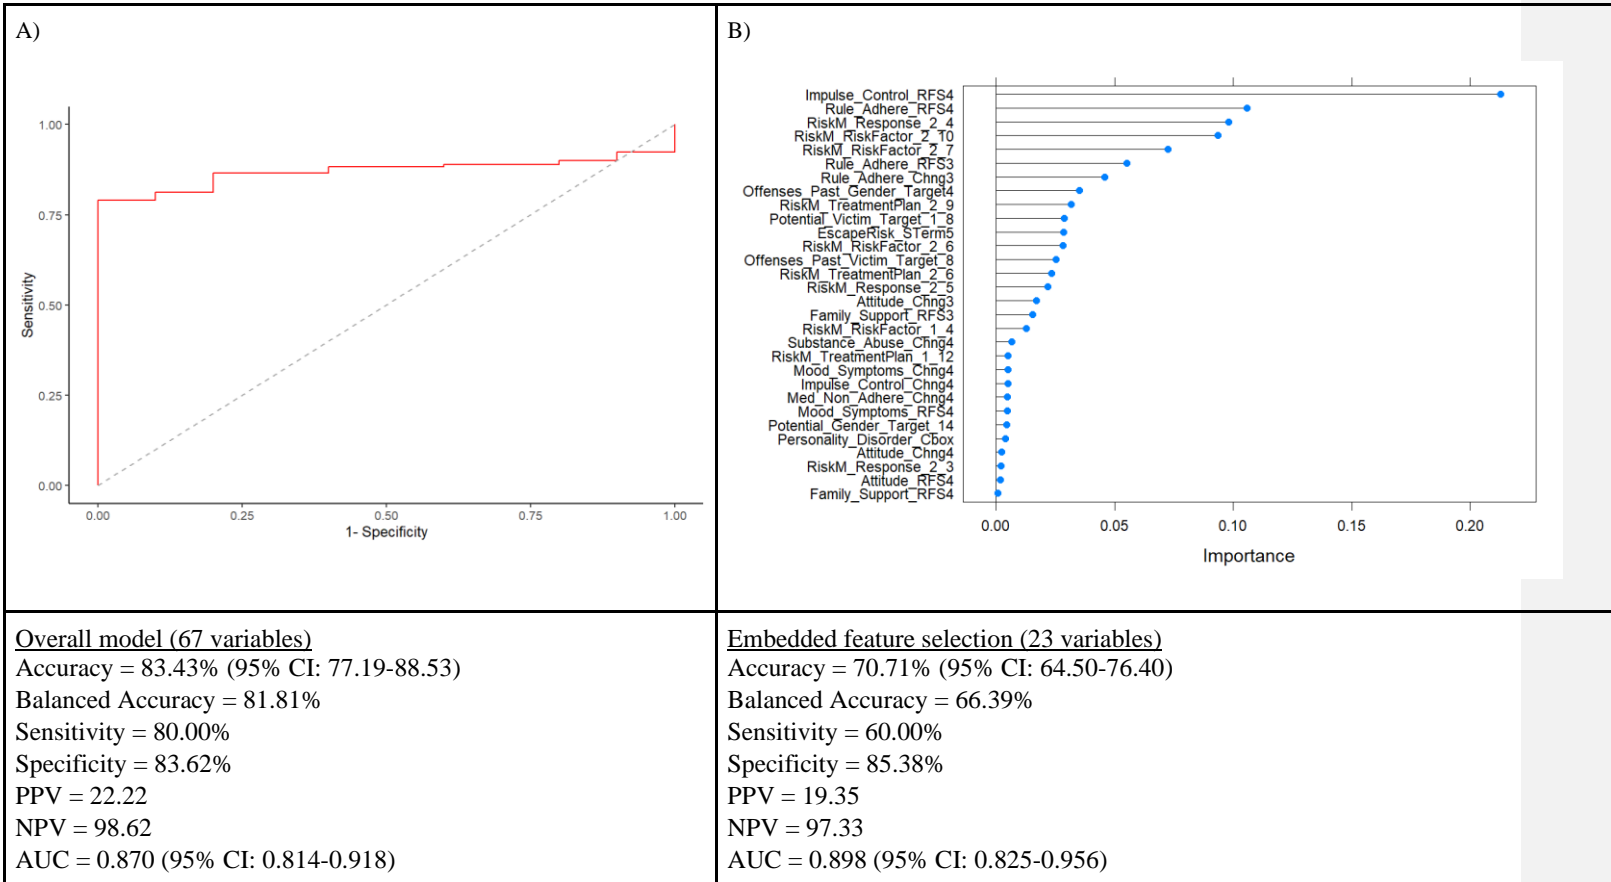 A)
1.00
0.75
0.50
0.25
0.00
Sensitivity
0.00 0.25 0.50 0.75 1.00
1- Specificity
B)
Impulse_Control_RFS4
Rule_Adhere_RFS4
RiskM_Response_2_4
RiskM_RiskFactor_2_10
RiskM_RiskFactor_2_7
Rule_Adhere_RFS3
Rule_Adhere_Chng3
Offenses_Past_Gender_Target4
RiskM_TreatmentPlan_2_9
Potential_Victim_Target_1_8
EscapeRisk_STerm5
RiskM_RiskFactor_2_6
Offenses_Past_Victim_Target_8
RiskM_TreatmentPlan_2_6
RiskM_Response_2_5
Attitude_Chng3
Family_Support_RFS3
RiskM_RiskFactor_1_4
Substance_Abuse_Chng4
RiskM_TreatmentPlan_1_12
Mood_Symptoms_Chng4
Impulse_Control_Chng4
Med_Non_Adhere_Chng4
Mood_Symptoms_RFS4
Potential_Gender_Target_14
Personality_Disorder_Cbox
Attitude_Chng4
RiskM_Response_2_3
Attitude_RFS4
Family_Support_RFS4
0.00 0.05 0.10 0.15 0.20
Importance
Overall model (67 variables)
Accuracy = 83.43% (95% CI: 77.19-88.53)
Balanced Accuracy = 81.81%
Sensitivity = 80.00%
Specificity = 83.62%
PPV = 22.22
NPV = 98.62
AUC = 0.870 (95% CI: 0.814-0.918)
Embedded feature selection (23 variables)
Accuracy = 70.71% (95% CI: 64.50-76.40)
Balanced Accuracy = 66.39%
Sensitivity = 60.00%
Specificity = 85.38%
PPV = 19.35
NPV = 97.33
AUC = 0.898 (95% CI: 0.825-0.956)